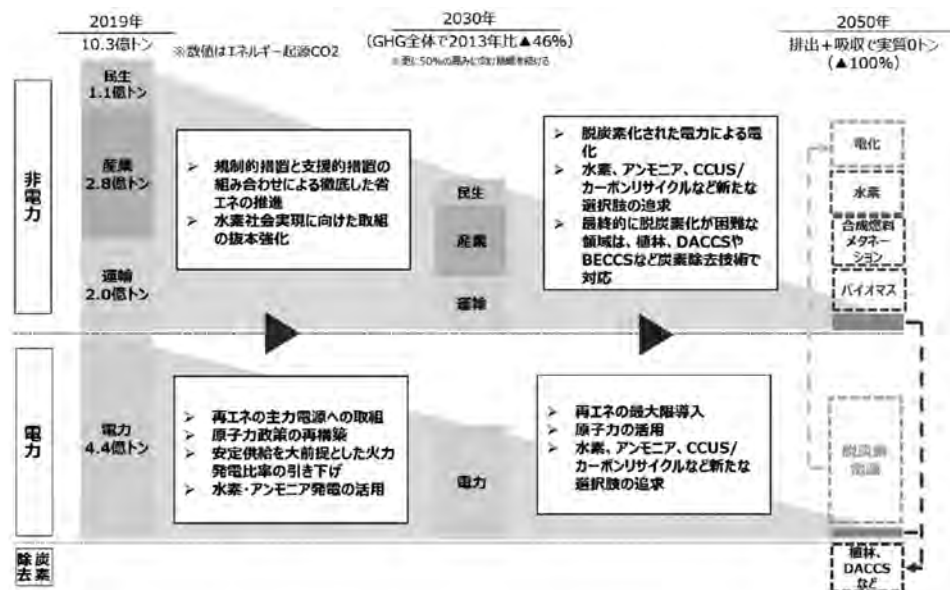 2019年
10.3億トン
※数値はエネルギー起源CO2
2030年
(GHG全体で2013年比▲46%)
※更に50%の高みに向け挑戦を続ける
2050年
排出+吸収で実質0トン
(▲100%)
非電力
民生
1.1億トン
産業
2.8億トン
運輸
2.0億トン
➢ 規制的措置と支援的措置の
組み合わせによる徹底した省
エネの推進
➢ 水素社会実現に向けた取組
の抜本強化
民生
産業
運輸
➢ 脱炭素化された電力による電
化
➢ 水素、アンモニア、CCUS/
カーボンリサイクルなど新たな
選択肢の追求
➢ 最終的に脱炭素化が困難な
領域は、植林、DACCSや
BECCSなど炭素除去技術で
対応
電化
水素
合成燃料
メタネー
ション
バイオマス
電力
電力
4.4億トン
➢ 再エネの主力電源への取組
➢ 原子力政策の再構築
➢ 安定供給を大前提とした火力
発電比率の引き下げ
➢ 水素・アンモニア発電の活用
電力
➢ 再エネの最大限導入
➢ 原子力の活用
➢ 水素、アンモニア、CCUS/
カーボンリサイクルなど新たな
選択肢の追求
脱炭素
電源
炭素
除去
植林、
DACCS
など